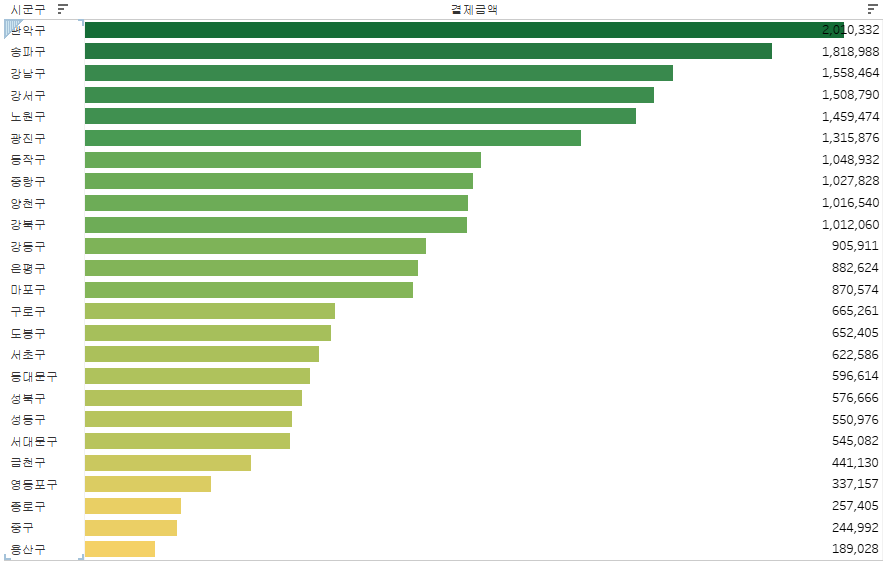 시군구 결제금액
관악구 2,010,332
송파구 1,818,988
강남구 1,558,464
강서구 1,508,790
노원구 1,459,474
광진구 1,315,876
동작구 1,048,932
중랑구 1,027,828
양천구 1,016,540
강북구 1,012,060
강동구 905,911
은평구 882,624
마포구 870,574
구로구 665,261
도봉구 652,405
서초구 622,586
동대문구 596,614
성북구 576,666
성동구 550,976
서대문구 545,082
금천구 441,130
영등포구 337,157
종로구 257,405
중구 244,992
용산구 189,028